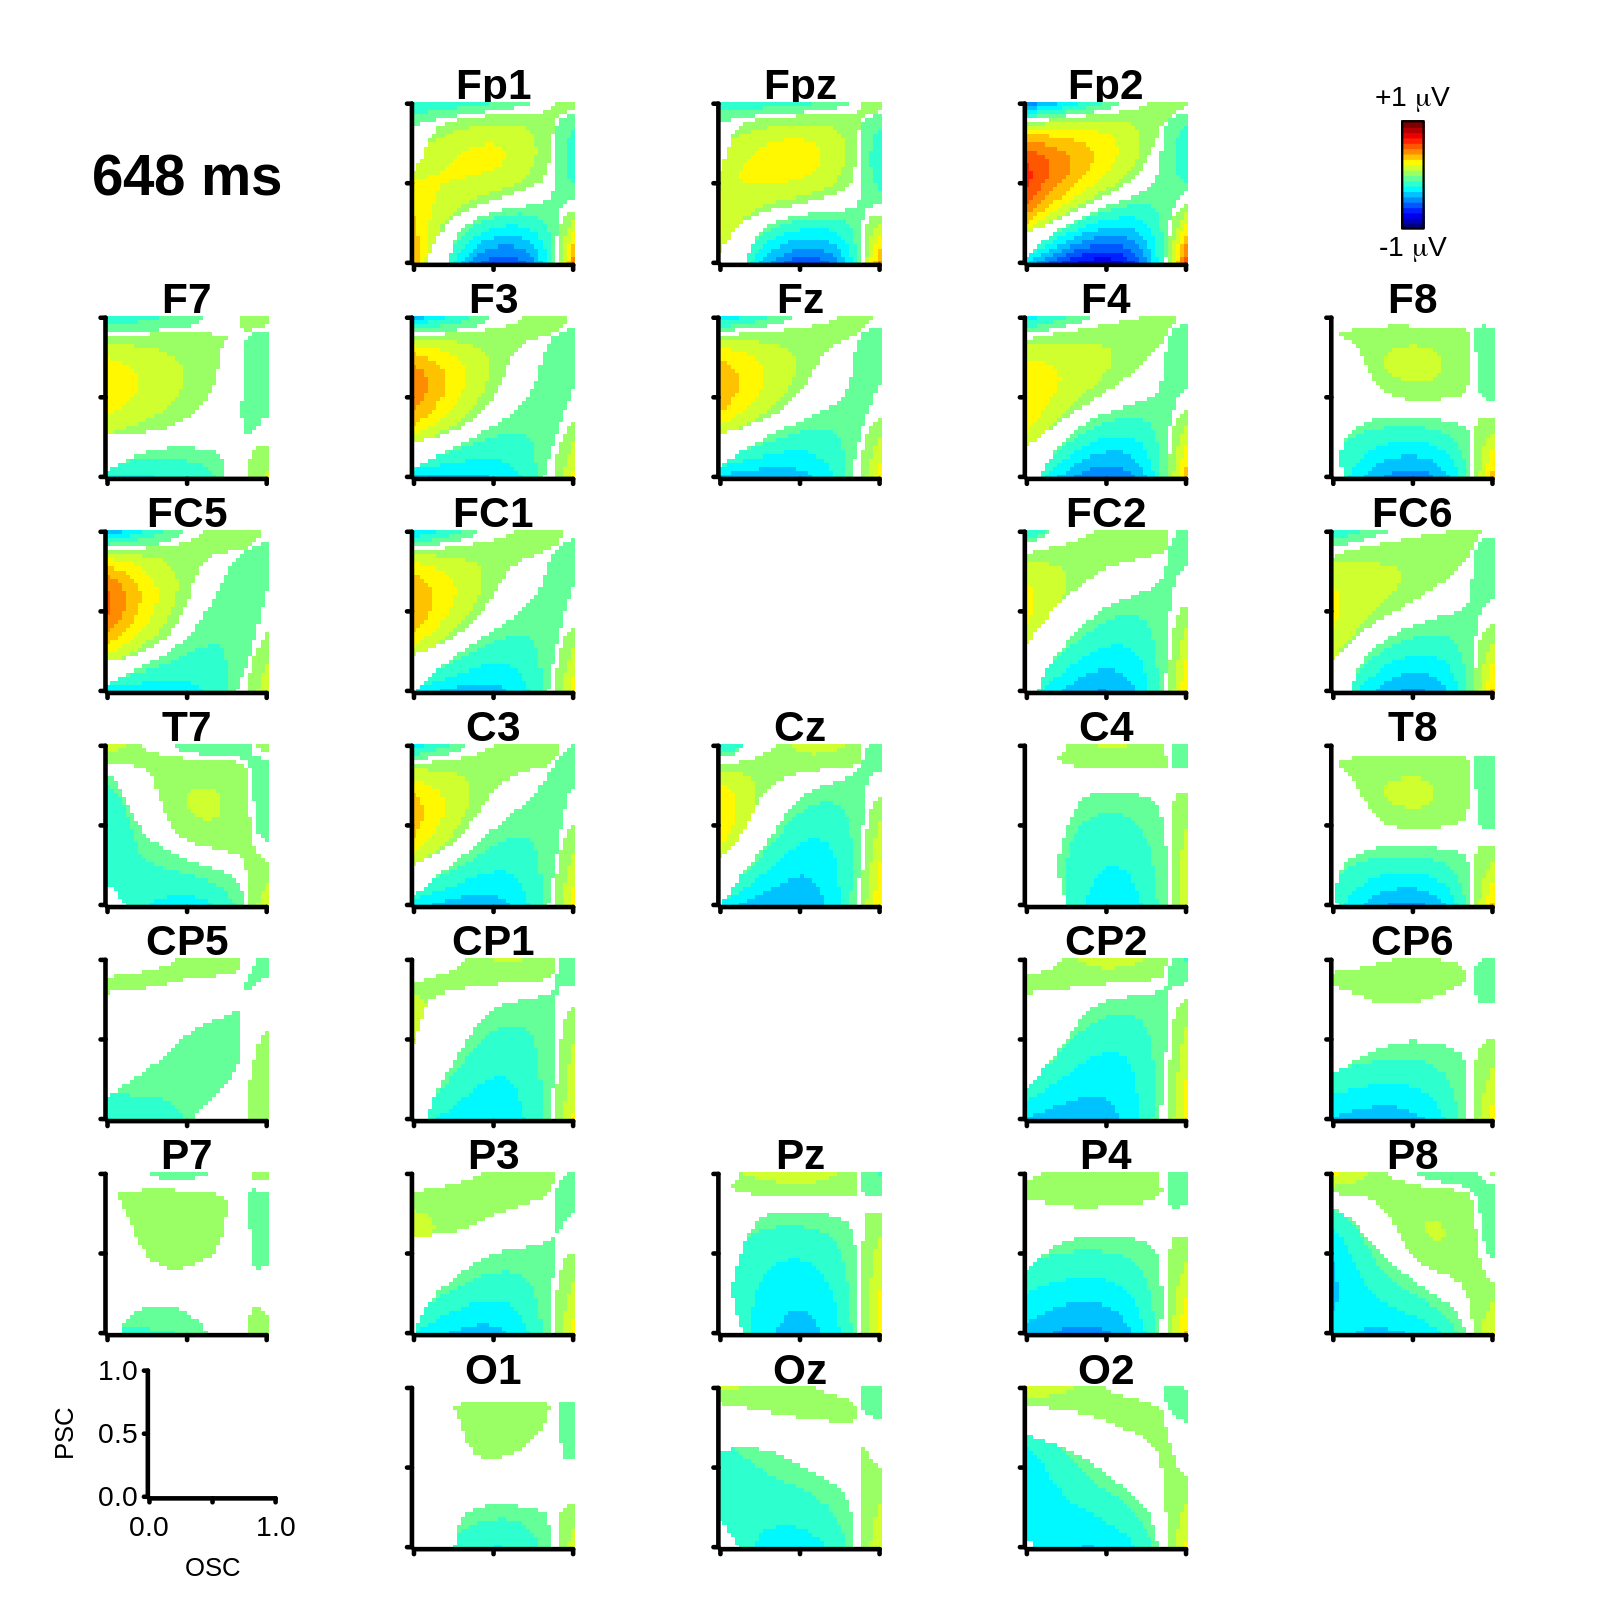 Fp1 Fpz Fp2
+1 µV
648 ms
-1 µV
F7 F3 Fz F4 F8
FC5 FC1 FC2 FC6
T7 C3 Cz C4 T8
CP5 CP1 CP2 CP6
P7 P3 Pz P4 P8
O1 Oz O2
1.0
PSC
0.5
0.0
0.0 1.0
OSC